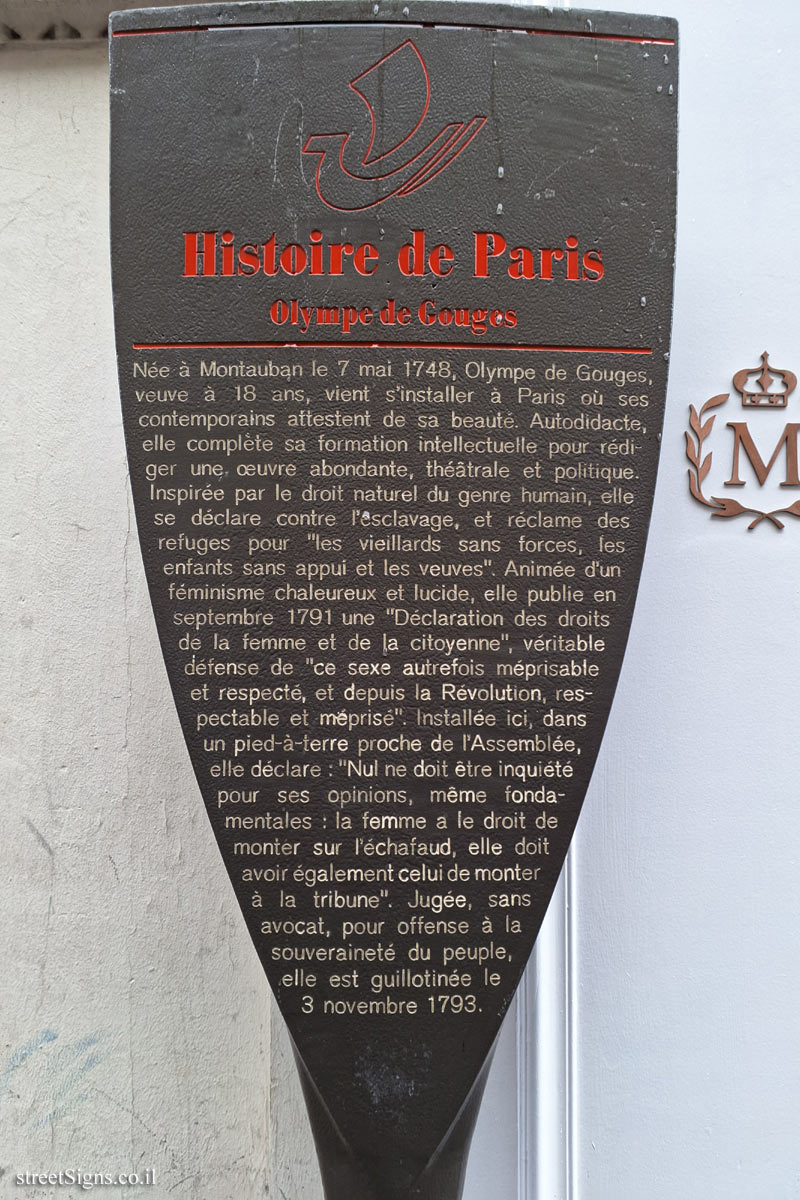 Histoire de Paris
Olympe de Gouges
Née à Montauban le 7 mai 1748, Olympe de Gouges,
veuve à 18 ans, vient s'installer à Paris où ses
contemporains attestent de sa beauté. Autodidacte,
elle complète sa formation intellectuelle pour rédi-
ger une œuvre abondante, théâtrale et politique.
Inspirée par le droit naturel du genre humain, elle
se déclare contre l'esclavage, et réclame des
refuges pour "les vieillards sans forces, les
enfants sans appui et les veuves". Animée d'un
féminisme chaleureux et lucide, elle publie en
septembre 1791 une "Déclaration des droits
de la femme et de la citoyenne", véritable
défense de "ce sexe autrefois méprisable
et respecté, et depuis la Révolution, res-
pectable et méprisé". Installée ici, dans
un pied-à-terre proche de l'Assemblée,
elle déclare : "Nul ne doit être inquiété
pour ses opinions, même fonda-
mentales : la femme a le droit de
monter sur l'échafaud, elle doit
avoir également celui de monter
à la tribune". Jugée, sans
avocat, pour offense à la
souveraineté du peuple,
elle est guillotinée le
3 novembre 1793.
M
streetSigns.co.il